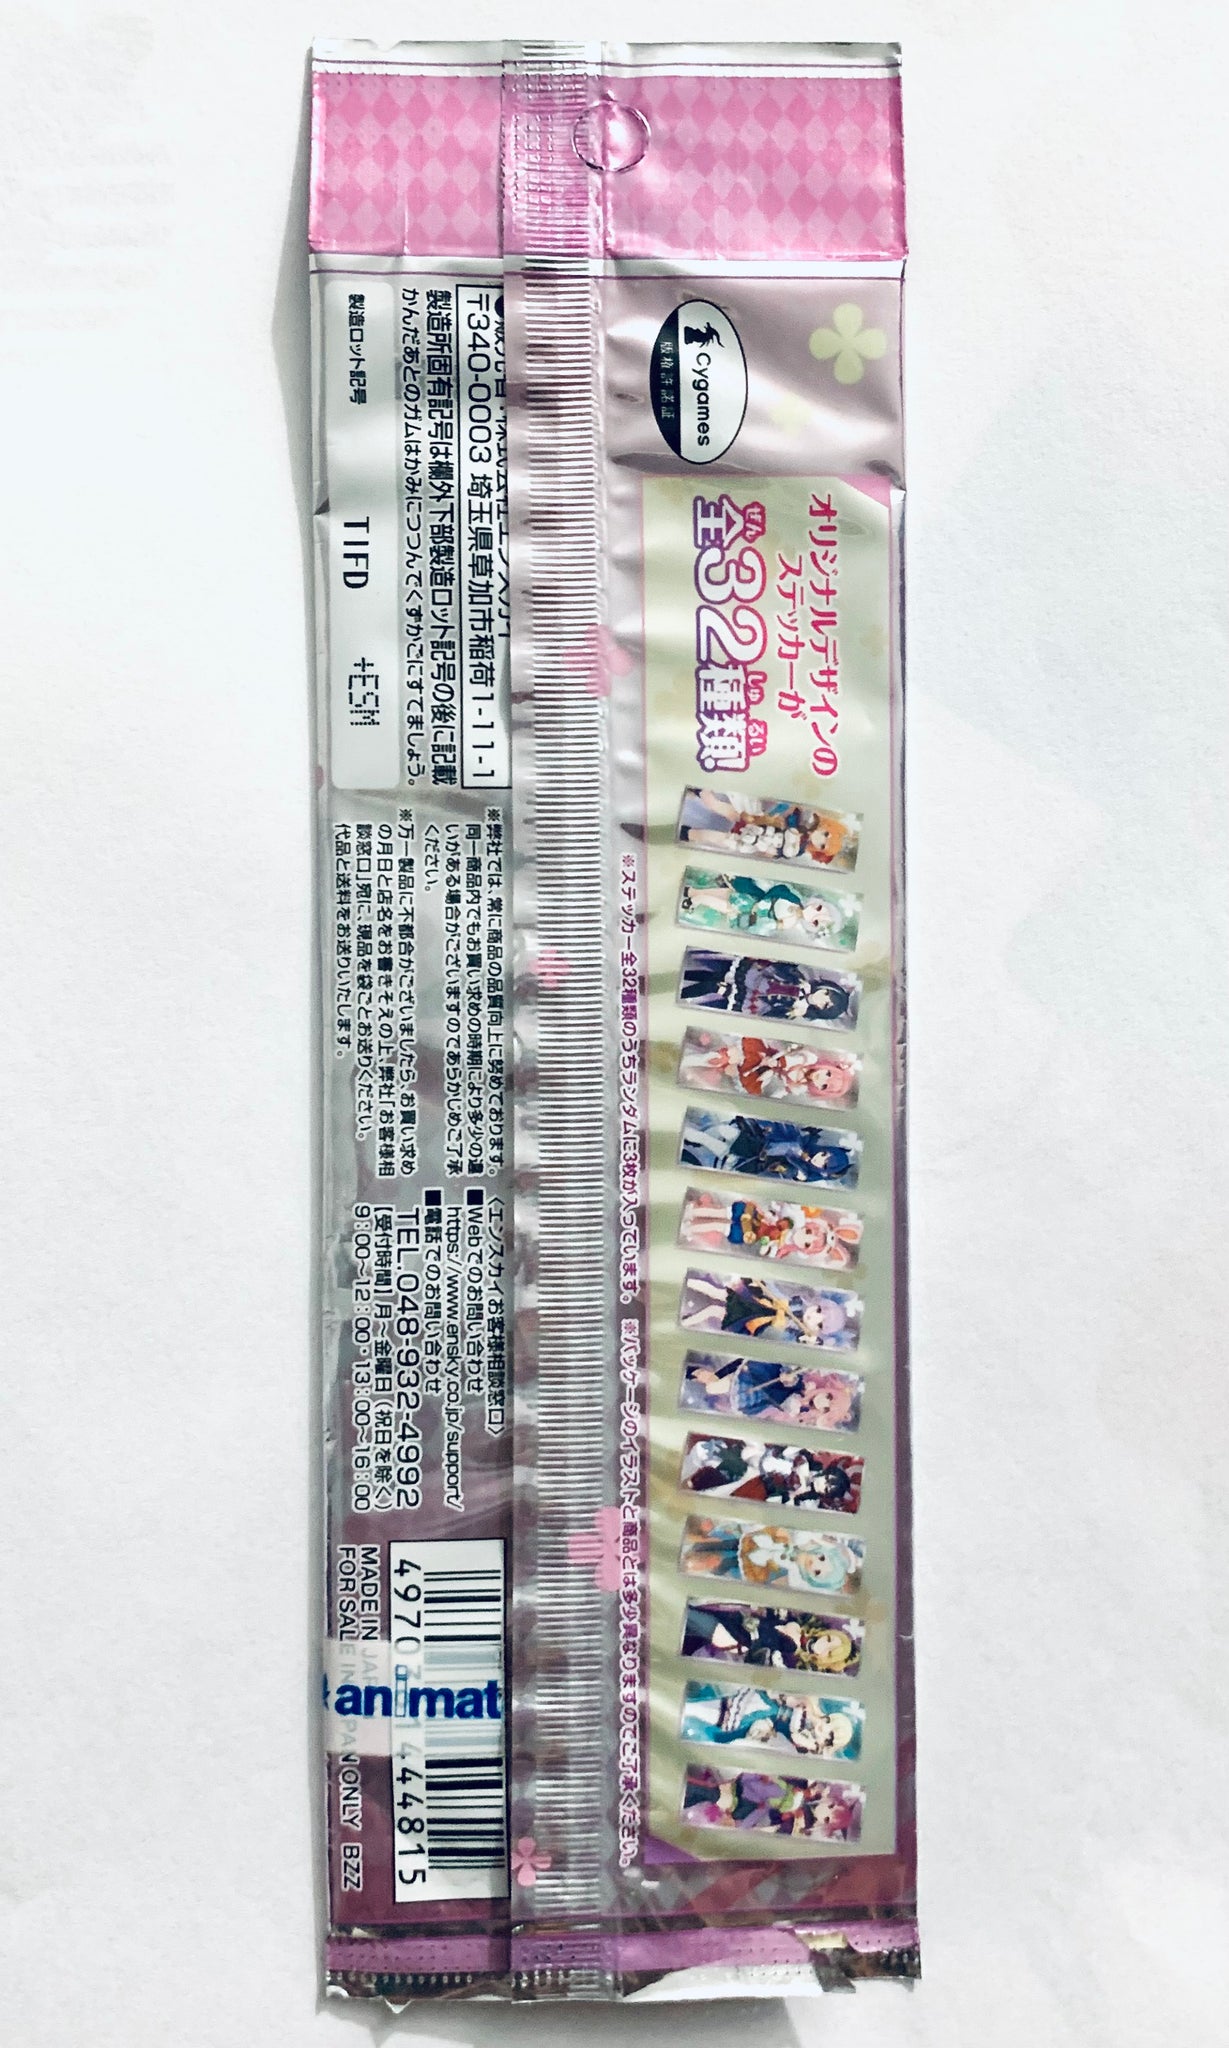 Cygames
版権許諾証
オリジナルデザインの
ステッカーが
全32種類!
ぜん
しゅ
るい
※ステッカー全32種類のうちランダムに3枚が入っています。 ※パッケージのイラストと商品とは多少異なりますのでご了承ください。
〒340-0003 埼玉県草加市稲荷1-11-1
製造所固有記号は欄外下部製造ロット記号の後に記載
かんだあとのガムはかみにつつんでくずかごにすてましょう。
製造ロット記号
TIFD
+ESM
※弊社では、常に商品の品質向上に努めております。
同一商品内でもお買い求めの時期により多少の違
いがある場合がございますのであらかじめご了承
ください。
※万一製品に不都合がございましたら、お買い求め
の月日と店名をお書きそえの上、弊社「お客様相
談窓口」宛に、現品を袋ごとお送りください。
代品と送料をお送りいたします。
〈エンスカイお客様相談窓口〉
■Webでのお問い合わせ
https://www.ensky.co.jp/support/
■電話でのお問い合わせ
TEL.048-932-4992
【受付時間】月〜金曜日(祝日を除く)
9:00〜12:00・13:00〜16:00
4970 144815
MADE IN JAPAN
FOR SALE IN JAPAN ONLY BZZ
animat